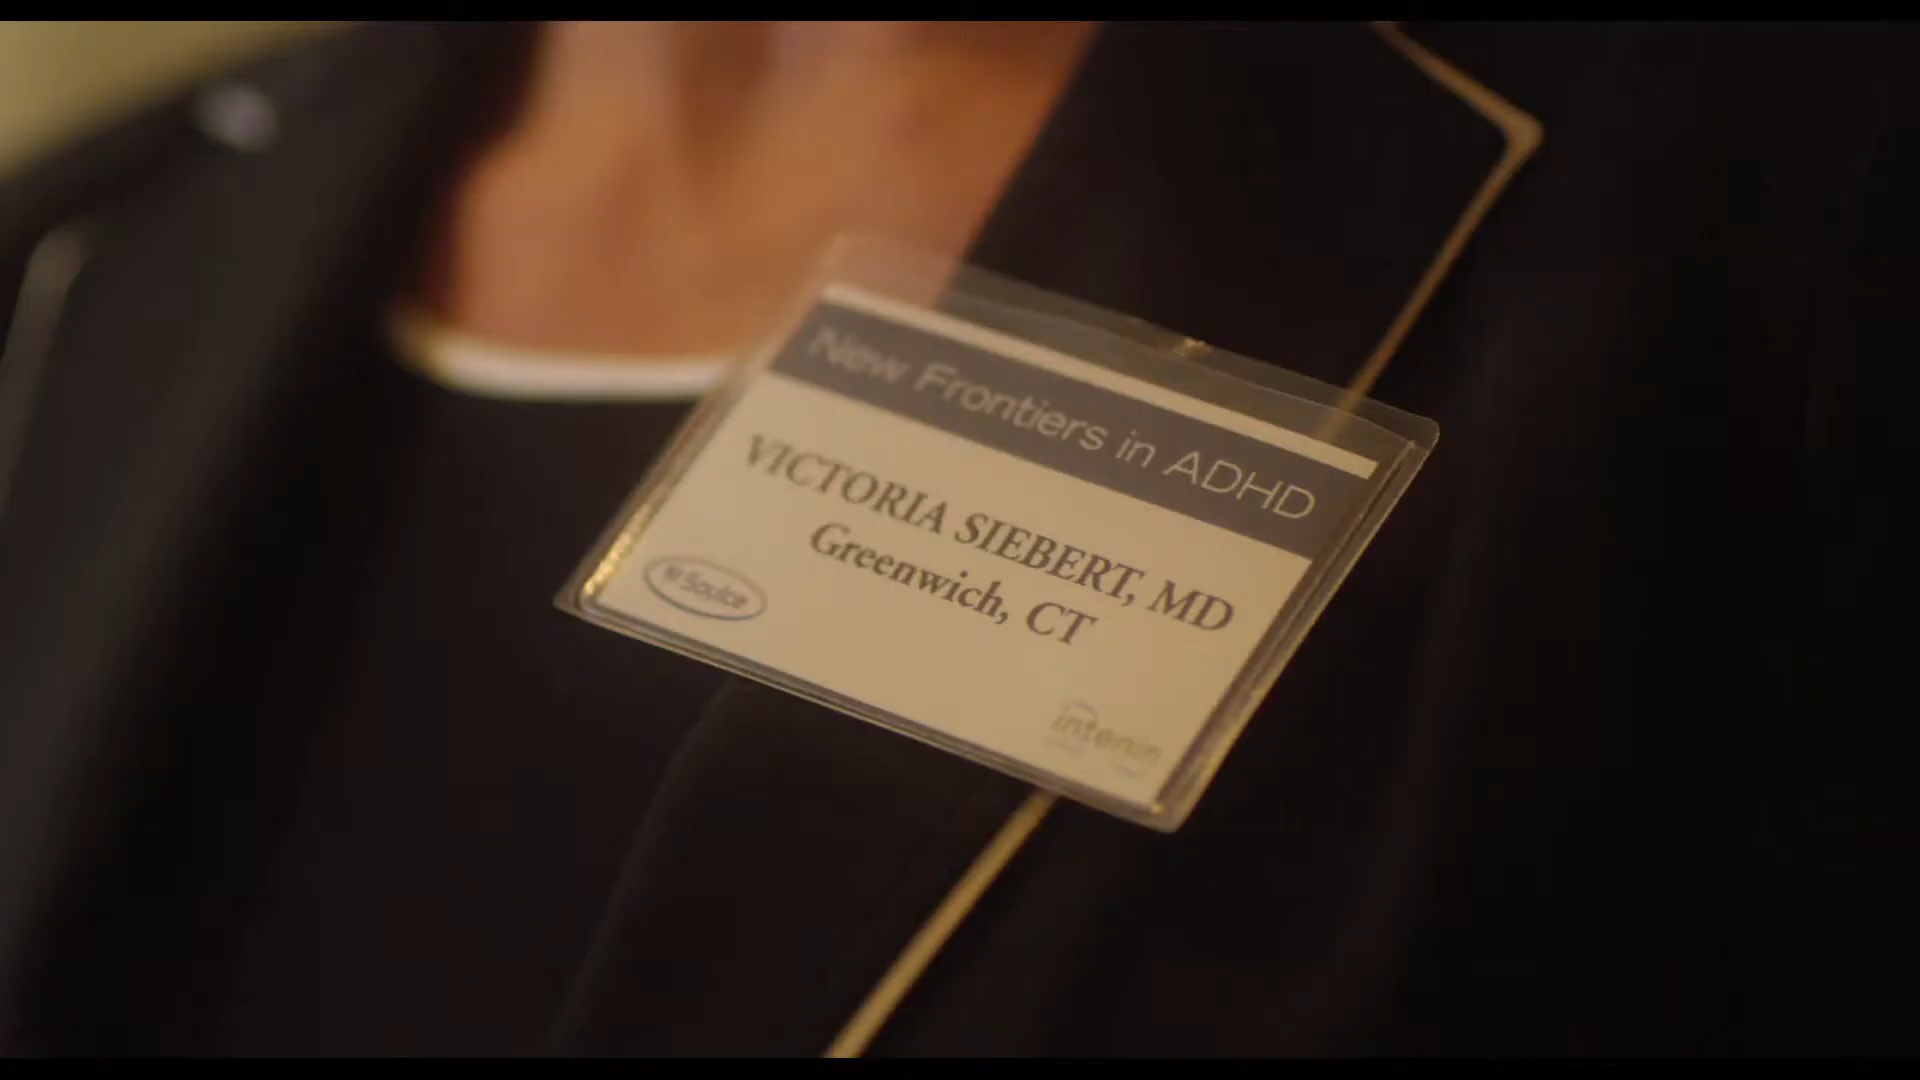 New Frontiers in ADHD
VICTORIA SIEBERT, MD
Greenwich, CT